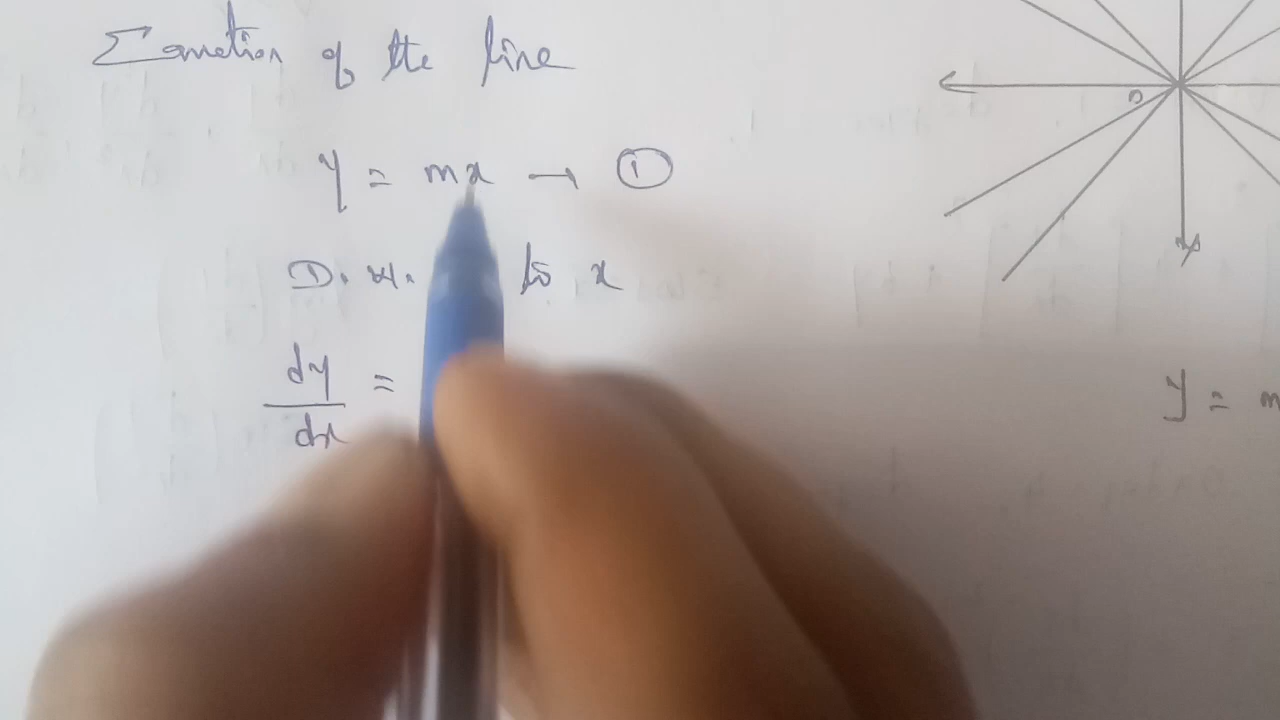 Equation of the line
y = mx → ①
D. w. to x
dy/dx =
O
y
y = m